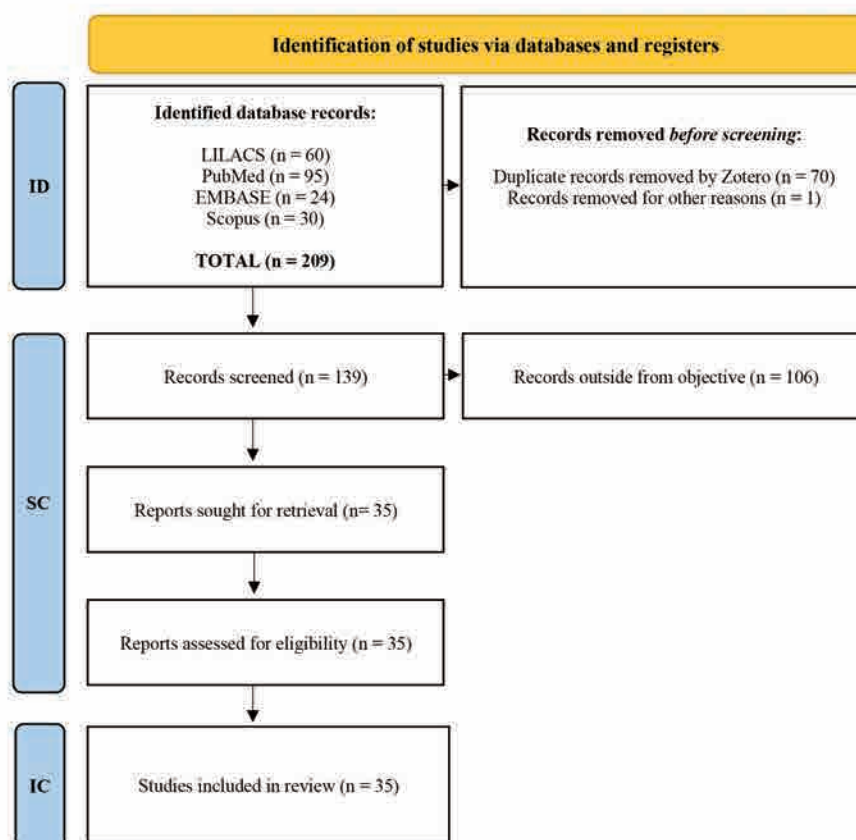 Identification of studies via databases and registers
ID
Identified database records:
LILACS (n = 60)
PubMed (n = 95)
EMBASE (n = 24)
Scopus (n = 30)
TOTAL (n = 209)
Records removed before screening:
Duplicate records removed by Zotero (n = 70)
Records removed for other reasons (n = 1)
SC
Records screened (n = 139)
Records outside from objective (n = 106)
Reports sought for retrieval (n= 35)
Reports assessed for eligibility (n = 35)
IC
Studies included in review (n = 35)